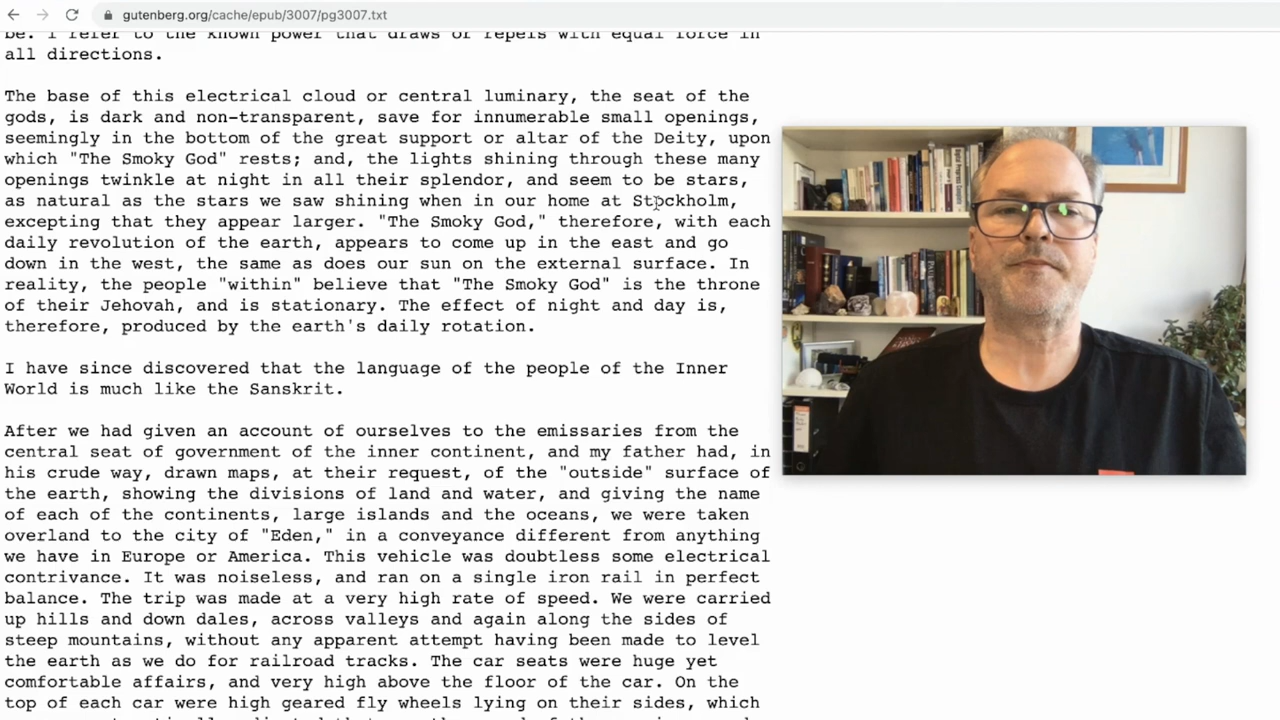 gutenberg.org/cache/epub/3007/pg3007.txt
be. I refer to the known power that draws or repels with equal force in
all directions.
The base of this electrical cloud or central luminary, the seat of the
gods, is dark and non-transparent, save for innumerable small openings,
seemingly in the bottom of the great support or altar of the Deity, upon
which "The Smoky God" rests; and, the lights shining through these many
openings twinkle at night in all their splendor, and seem to be stars,
as natural as the stars we saw shining when in our home at Stockholm,
excepting that they appear larger. "The Smoky God," therefore, with each
daily revolution of the earth, appears to come up in the east and go
down in the west, the same as does our sun on the external surface. In
reality, the people "within" believe that "The Smoky God" is the throne
of their Jehovah, and is stationary. The effect of night and day is,
therefore, produced by the earth's daily rotation.
I have since discovered that the language of the people of the Inner
World is much like the Sanskrit.
After we had given an account of ourselves to the emissaries from the
central seat of government of the inner continent, and my father had, in
his crude way, drawn maps, at their request, of the "outside" surface of
the earth, showing the divisions of land and water, and giving the name
of each of the continents, large islands and the oceans, we were taken
overland to the city of "Eden," in a conveyance different from anything
we have in Europe or America. This vehicle was doubtless some electrical
contrivance. It was noiseless, and ran on a single iron rail in perfect
balance. The trip was made at a very high rate of speed. We were carried
up hills and down dales, across valleys and again along the sides of
steep mountains, without any apparent attempt having been made to level
the earth as we do for railroad tracks. The car seats were huge yet
comfortable affairs, and very high above the floor of the car. On the
top of each car were high geared fly wheels lying on their sides, which